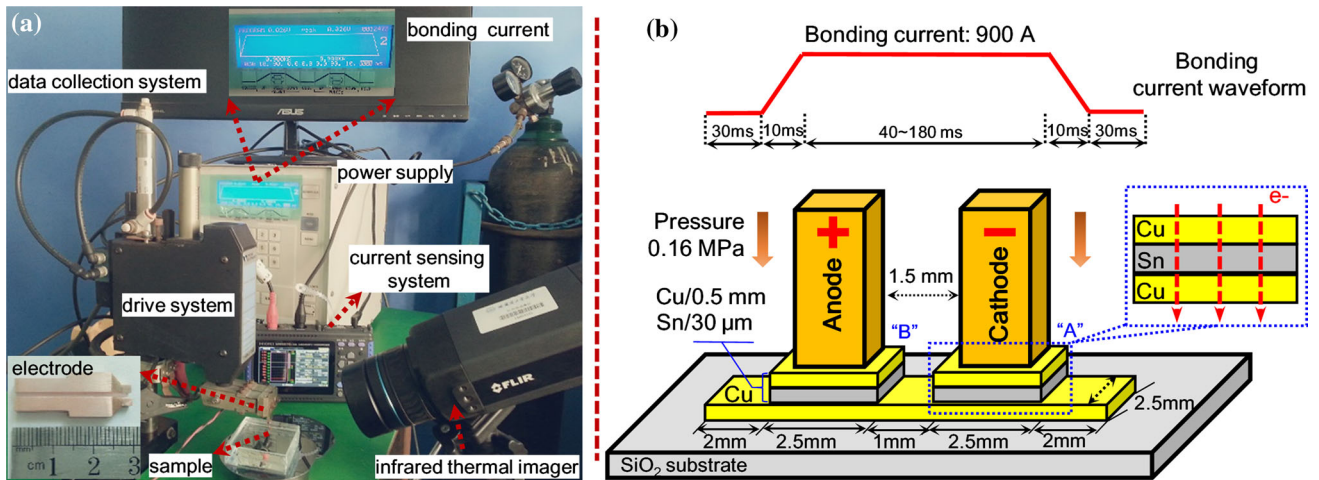 (a)
bonding current
data collection system
ASUS
power supply
current sensing
system
drive system
FLIR
electrode
cm 1 2 3
sample
infrared thermal imager
(b)
Bonding current: 900 A
Bonding
current waveform
30ms 10ms 40~180 ms 10ms 30ms
Pressure
0.16 MPa
Anode
Cathode
1.5 mm
e-
Cu
Sn
Cu
Cu/0.5 mm
Sn/30 μm
"B"
"A"
Cu
2.5mm
2mm 2.5mm 1mm 2.5mm 2mm
SiO₂ substrate